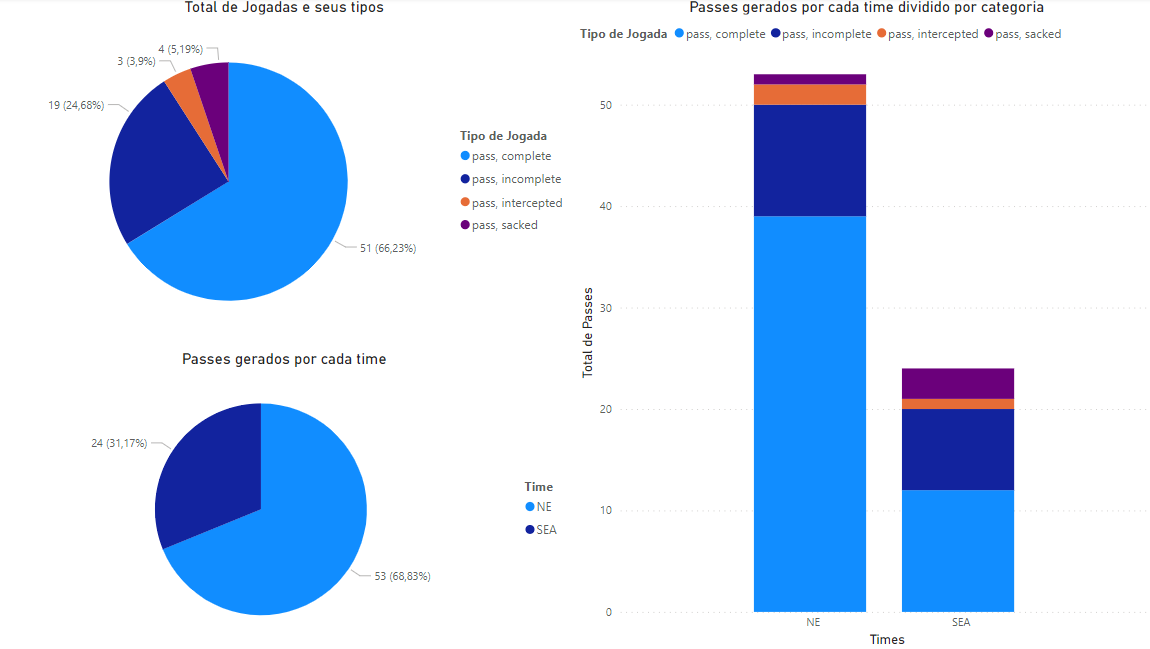 Total de Jogadas e seus tipos
4 (5,19%)
3 (3,9%)
19 (24,68%)
51 (66,23%)
Tipo de Jogada
pass, complete
pass, incomplete
pass, intercepted
pass, sacked
Passes gerados por cada time
24 (31,17%)
53 (68,83%)
Time
NE
SEA
Passes gerados por cada time dividido por categoria
Tipo de Jogada pass, complete pass, incomplete pass, intercepted pass, sacked
Total de Passes
50
40
30
20
10
0
NE SEA
Times